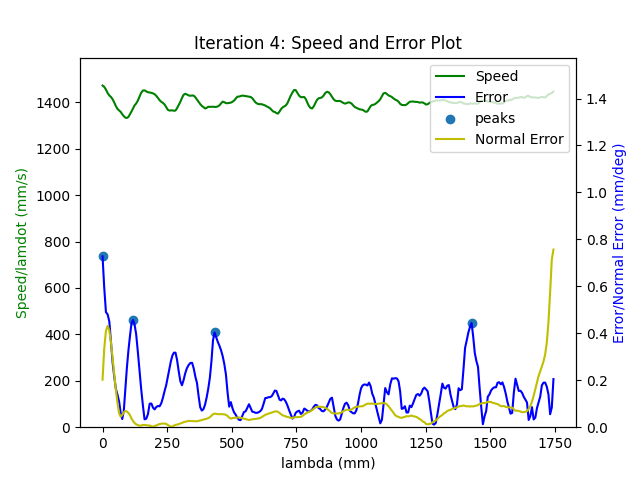 Iteration 4: Speed and Error Plot
Speed
Error
peaks
Normal Error
Speed/lamdot (mm/s)
1400
1200
1000
800
600
400
200
0
1.4
1.2
1.0
0.8
0.6
0.4
0.2
0.0
Error/Normal Error (mm/deg)
0 250 500 750 1000 1250 1500 1750
lambda (mm)